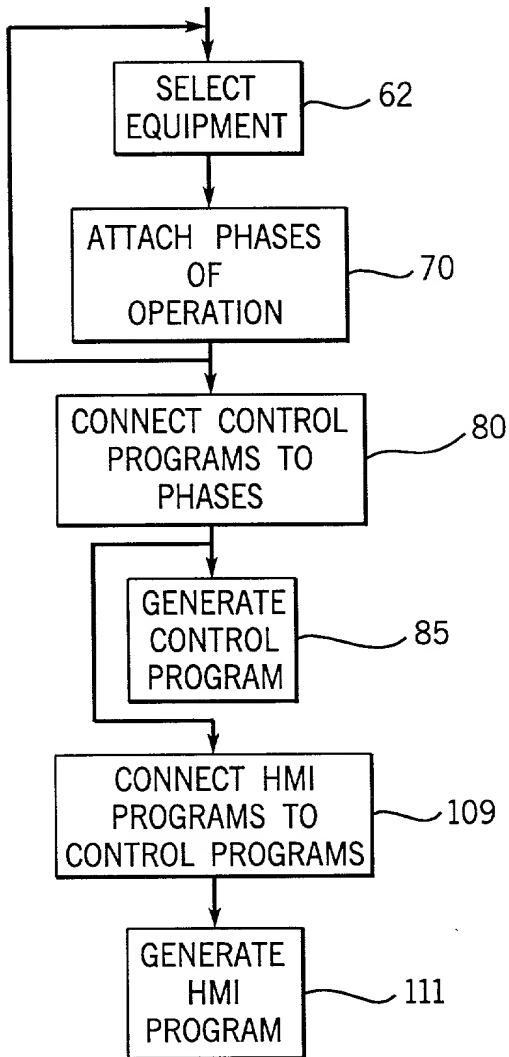 SELECT
EQUIPMENT
62
ATTACH PHASES
OF
OPERATION
70
CONNECT CONTROL
PROGRAMS TO
PHASES
80
GENERATE
CONTROL
PROGRAM
85
CONNECT HMI
PROGRAMS TO
CONTROL PROGRAMS
109
GENERATE
HMI
PROGRAM
111